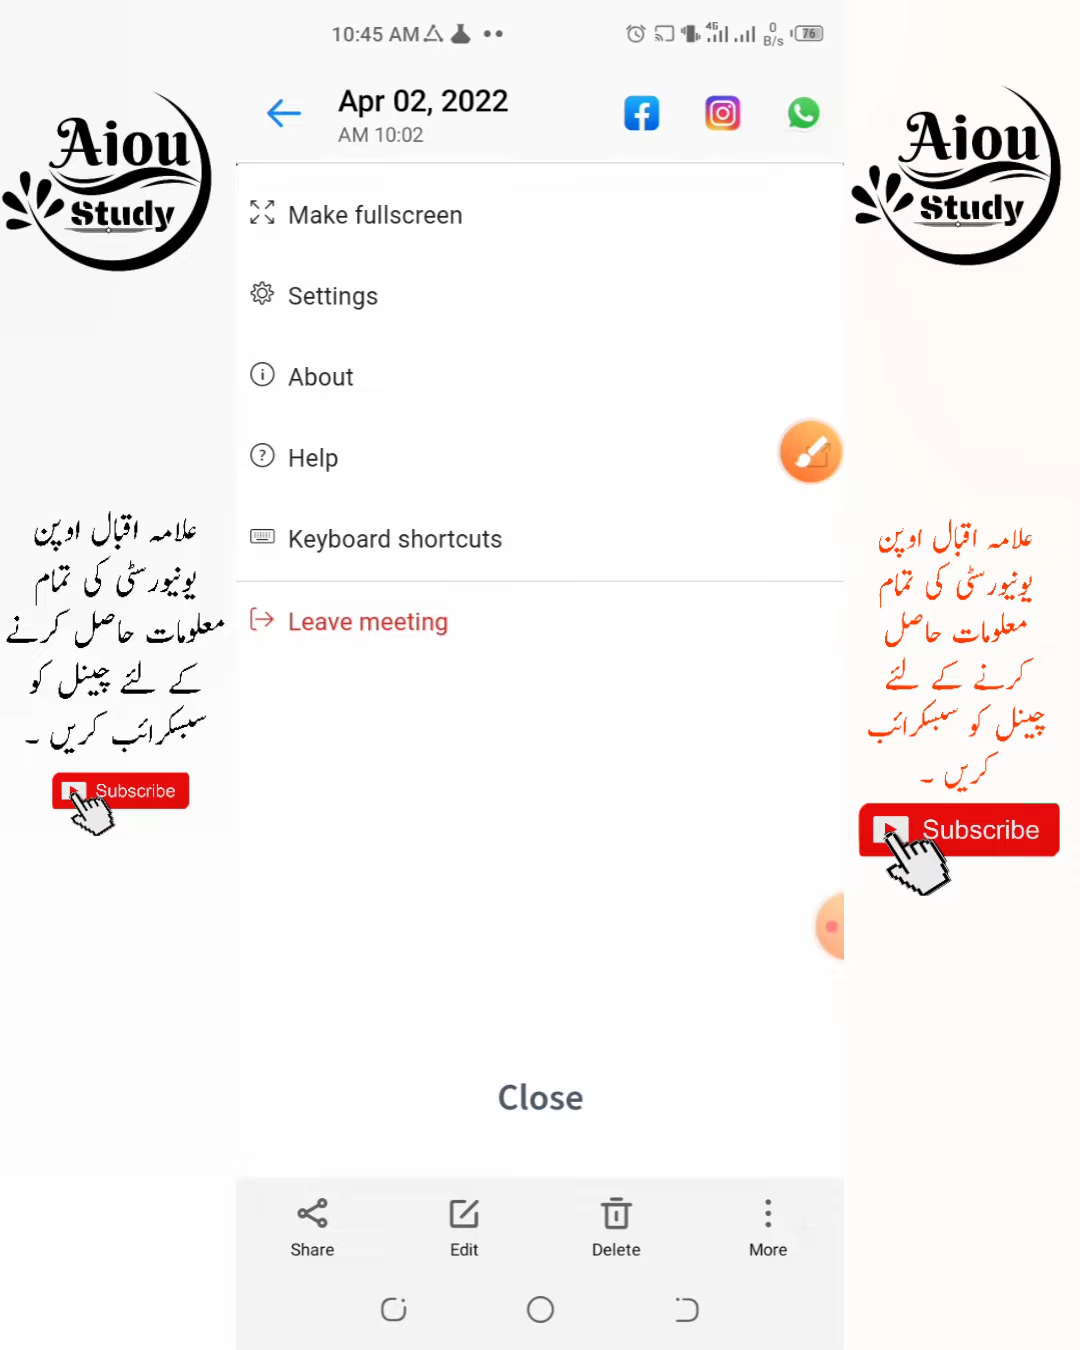 10:45 AM
4G
0
B/s
76
Apr 02, 2022
AM 10:02
Aiou
Study
Aiou
Study
Make fullscreen
Settings
About
Help
Keyboard shortcuts
Leave meeting
علامہ اقبال اوپن
یونیورسٹی کی تمام
معلومات حاصل کرنے
کے لئے چینل کو
سبسکرائب کریں ۔
Subscribe
علامہ اقبال اوپن
یونیورسٹی کی تمام
معلومات حاصل
کرنے کے لئے
چینل کو سبسکرائب
کریں ۔
Subscribe
Close
Share
Edit
Delete
More